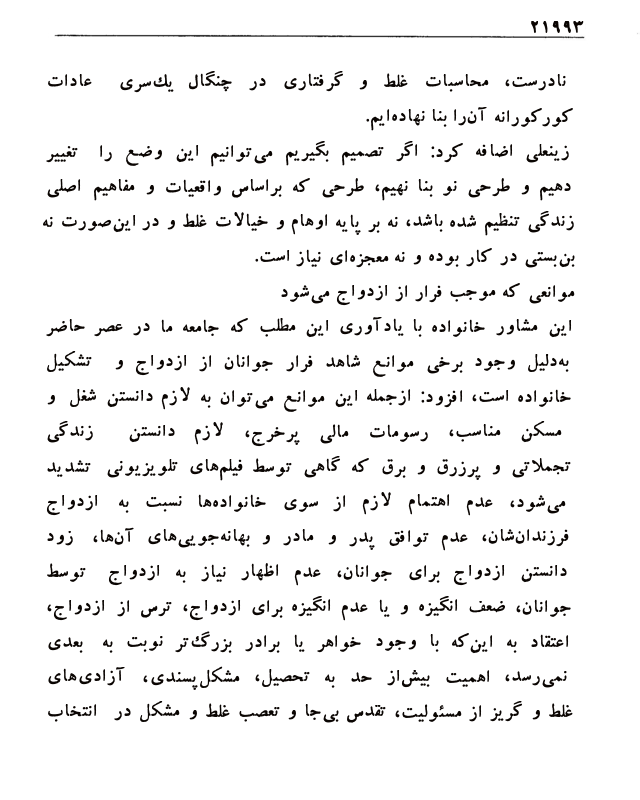 ۲۱۹۹۳
نادرست، محاسبات غلط و گرفتاری در چنگال یك‌سری عادات
کورکورانه آن‌را بنا نهاده‌ایم.
زینعلی اضافه کرد: اگر تصمیم بگیریم می‌توانیم این وضع را تغییر
دهیم و طرحی نو بنا نهیم، طرحی که براساس واقعیات و مفاهیم اصلی
زندگی تنظیم شده باشد، نه بر پایه اوهام و خیالات غلط و در این‌صورت نه
بن‌بستی در کار بوده و نه معجزه‌ای نیاز است.
موانعی که موجب فرار از ازدواج می‌شود
این مشاور خانواده با یادآوری این مطلب که جامعه ما در عصر حاضر
به‌دلیل وجود برخی موانع شاهد فرار جوانان از ازدواج و تشکیل
خانواده است، افزود: ازجمله این موانع می‌توان به لازم دانستن شغل و
مسکن مناسب، رسومات مالی پرخرج، لازم دانستن زندگی
تجملاتی و پرزرق و برق که گاهی توسط فیلم‌های تلویزیونی تشدید
می‌شود، عدم اهتمام لازم از سوی خانواده‌ها نسبت به ازدواج
فرزندان‌شان، عدم توافق پدر و مادر و بهانه‌جویی‌های آن‌ها، زود
دانستن ازدواج برای جوانان، عدم اظهار نیاز به ازدواج توسط
جوانان، ضعف انگیزه و یا عدم انگیزه برای ازدواج، ترس از ازدواج،
اعتقاد به این‌که با وجود خواهر یا برادر بزرگ‌تر نوبت به بعدی
نمی‌رسد، اهمیت بیش‌از حد به تحصیل، مشکل‌پسندی، آزادی‌های
غلط و گریز از مسئولیت، تقدس بی‌جا و تعصب غلط و مشکل در انتخاب